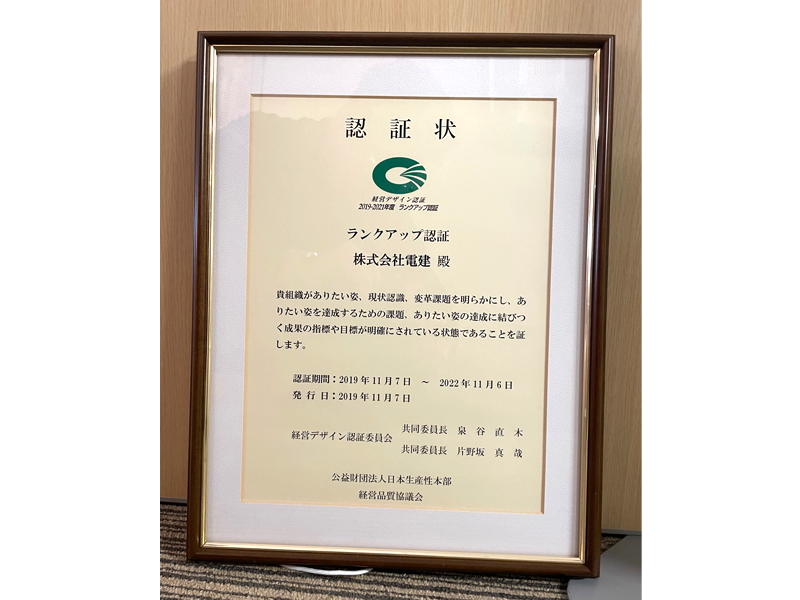 認証状
経営デザイン認証
2019-2021年度 ランクアップ認証
ランクアップ認証
株式会社電建 殿
貴組織がありたい姿、現状認識、変革課題を明らかにし、あ
りたい姿を達成するための課題、ありたい姿の達成に結びつ
く成果の指標や目標が明確にされている状態であることを証
します。
認証期間：2019年11月7日 ～ 2022年11月6日
発行日：2019年11月7日
経営デザイン認証委員会
共同委員長 泉谷直木
共同委員長 片野坂真哉
公益財団法人日本生産性本部
経営品質協議会